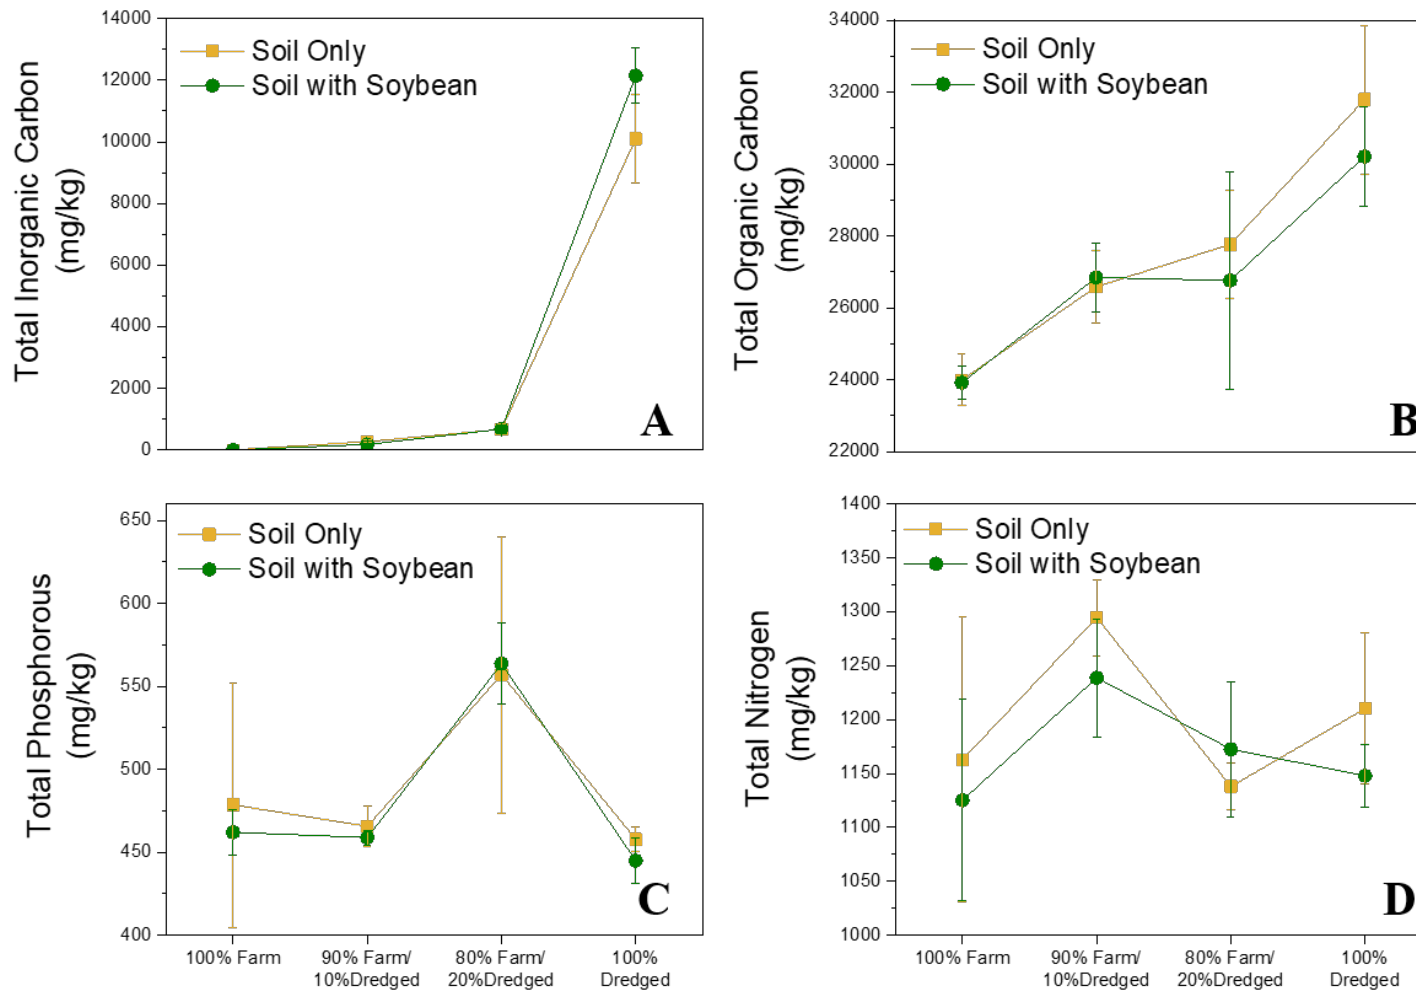 Total Inorganic Carbon
(mg/kg)
14000
12000
10000
8000
6000
4000
2000
0
Soil Only
Soil with Soybean
A
Total Organic Carbon
(mg/kg)
34000
32000
30000
28000
26000
24000
22000
Soil Only
Soil with Soybean
B
Total Phosphorous
(mg/kg)
650
600
550
500
450
400
Soil Only
Soil with Soybean
C
100% Farm
90% Farm/
10%Dredged
80% Farm/
20%Dredged
100%
Dredged
Total Nitrogen
(mg/kg)
1400
1350
1300
1250
1200
1150
1100
1050
1000
Soil Only
Soil with Soybean
D
100% Farm
90% Farm/
10%Dredged
80% Farm/
20%Dredged
100%
Dredged